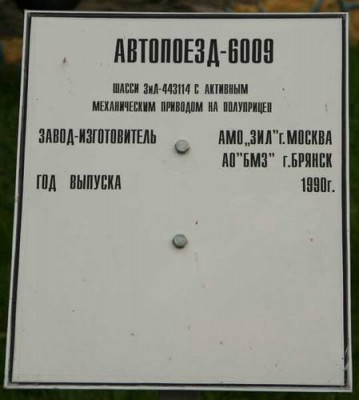 АВТОПОЕЗД-6009
ШАССИ ЗиЛ-443114 С АКТИВНЫМ
МЕХАНИЧЕСКИМ ПРИВОДОМ НА ПОЛУПРИЦЕП
ЗАВОД-ИЗГОТОВИТЕЛЬ АМО„ЗИЛ"г.МОСКВА
АО"БМЗ" г.БРЯНСК
ГОД ВЫПУСКА 1990г.